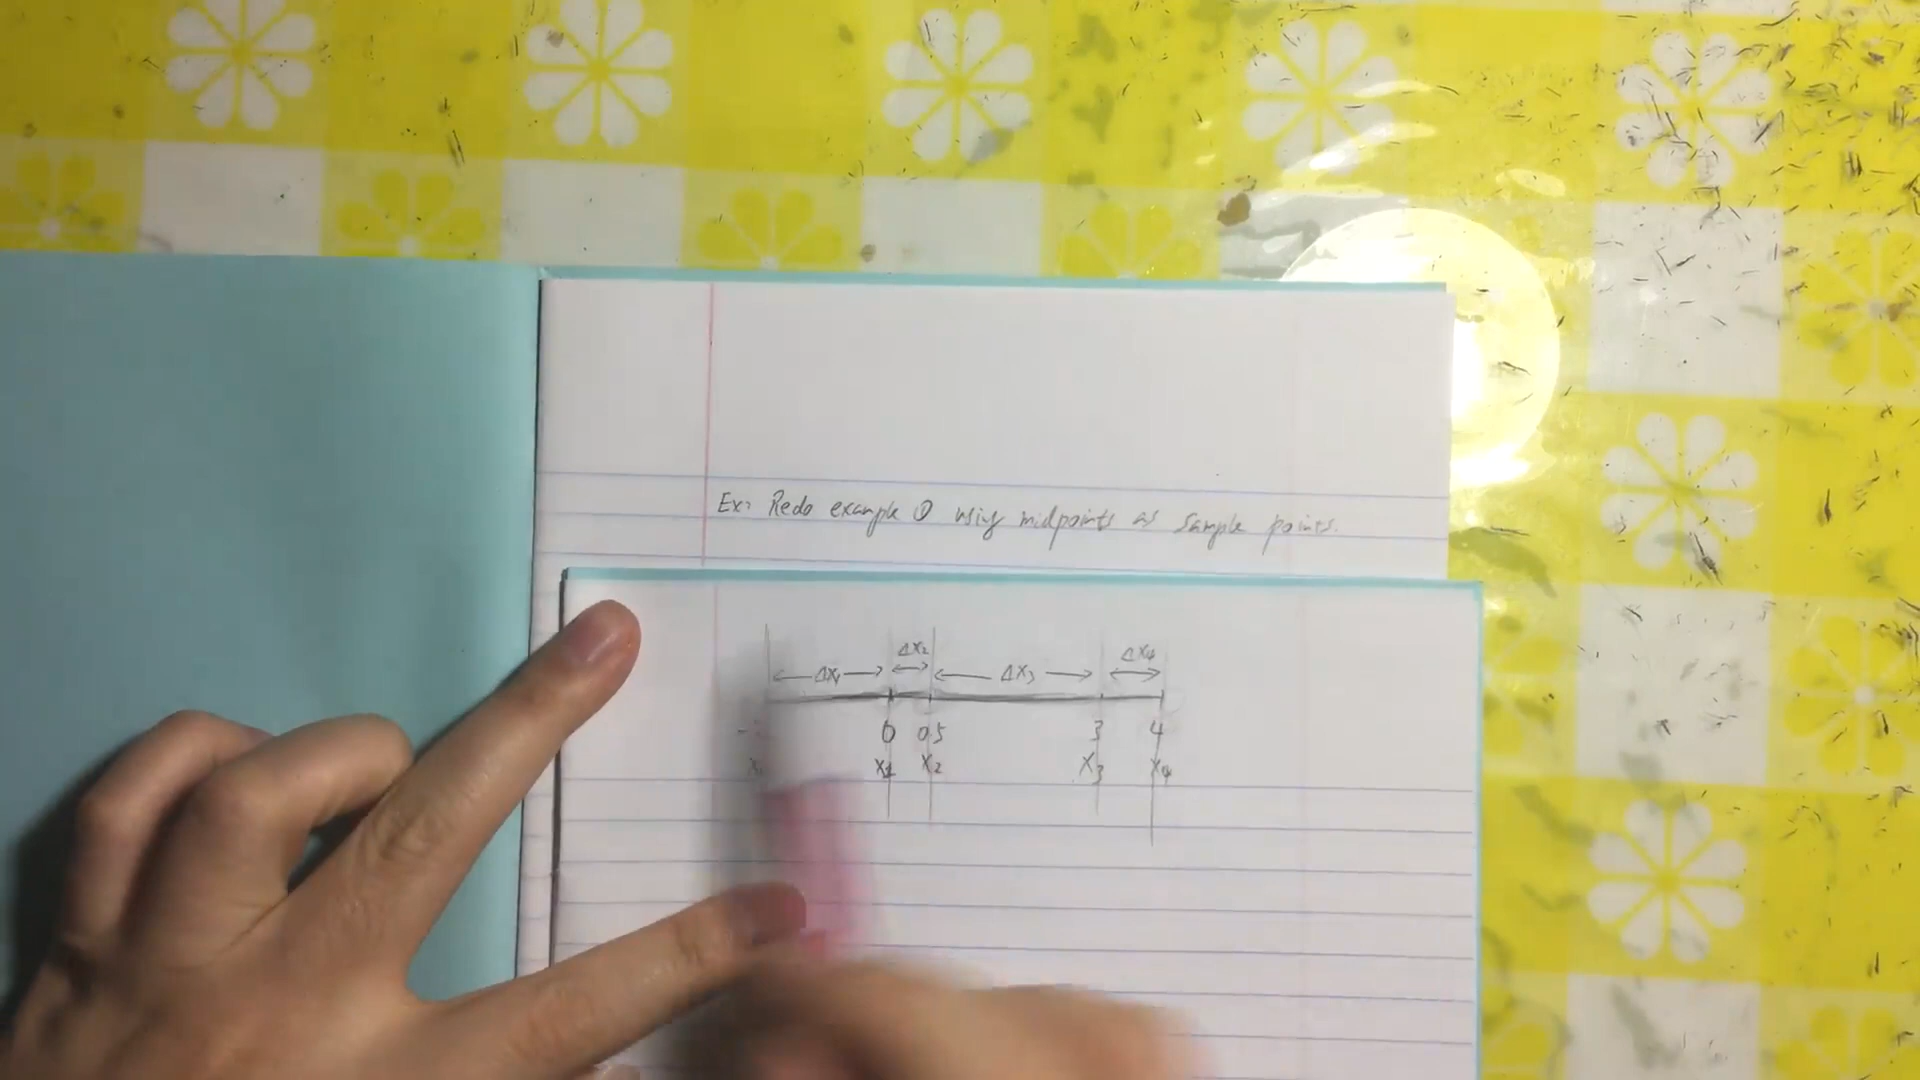 Ex: Redo example ① using midpoints as sample points.
Δx₁ Δx₂ Δx₃ Δx₄
0 0.5 3 4
x₁ x₂ x₃ x₄